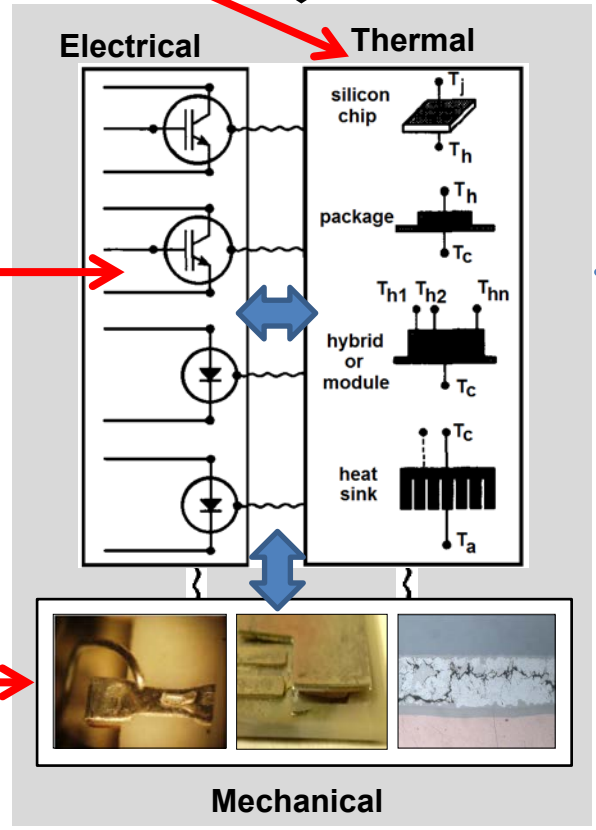 Electrical
Thermal
silicon
chip
Tj
Th
package
Th
Tc
Th1 Th2 Thn
hybrid
or
module
Tc
Tc
heat
sink
Ta
Mechanical